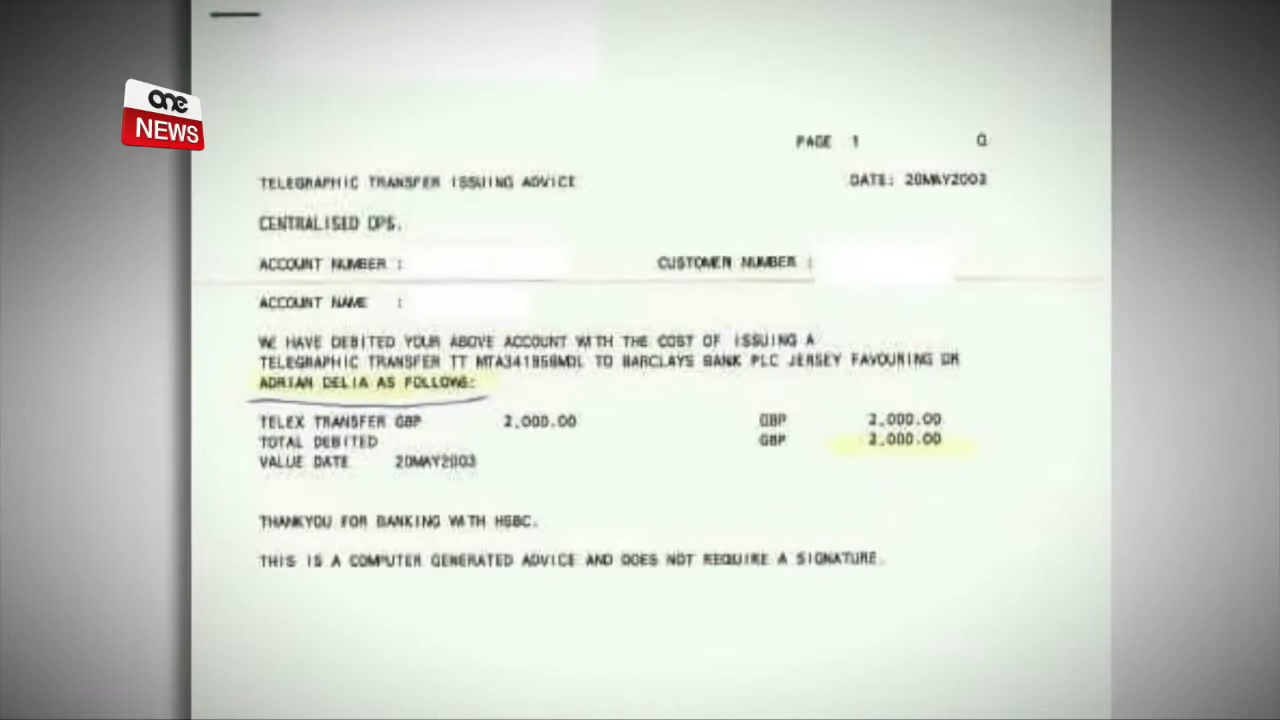 one
NEWS
PAGE 1 0
TELEGRAPHIC TRANSFER ISSUING ADVICE DATE: 20MAY2003
CENTRALISED OPS.
ACCOUNT NUMBER : CUSTOMER NUMBER :
ACCOUNT NAME :
WE HAVE DEBITED YOUR ABOVE ACCOUNT WITH THE COST OF ISSUING A
TELEGRAPHIC TRANSFER TT TO BARCLAYS BANK PLC JERSEY FAVOURING DR
ADRIAN DELIA AS FOLLOWS:
TELEX TRANSFER GBP 2,000.00 GBP 2,000.00
TOTAL DEBITED GBP 2,000.00
VALUE DATE 20MAY2003
THANKYOU FOR BANKING WITH HSBC.
THIS IS A COMPUTER GENERATED ADVICE AND DOES NOT REQUIRE A SIGNATURE.